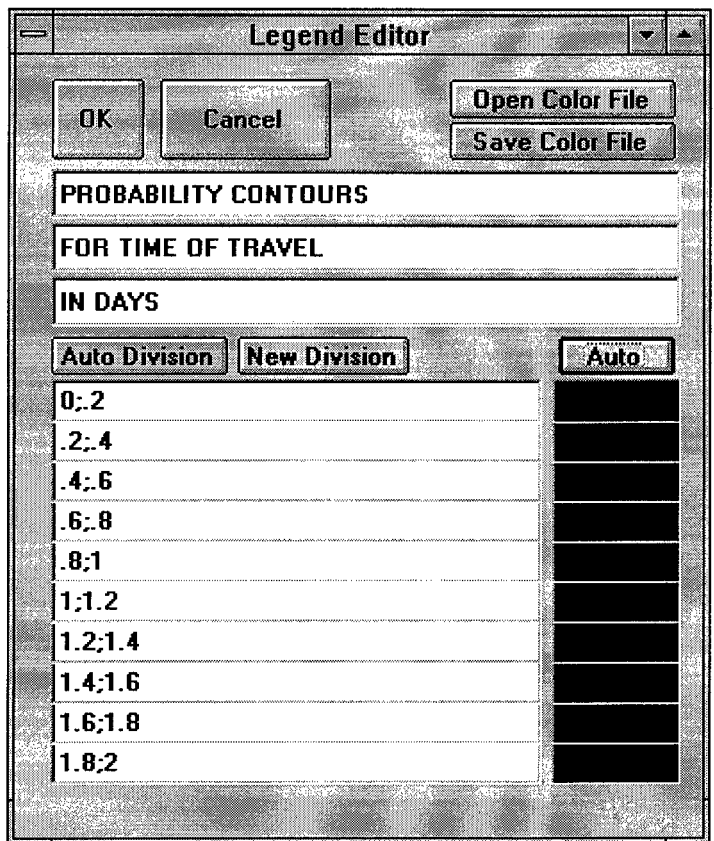 Legend Editor
OK
Cancel
Open Color File
Save Color File
PROBABILITY CONTOURS
FOR TIME OF TRAVEL
IN DAYS
Auto Division
New Division
Auto
0;.2
.2;.4
.4;.6
.6;.8
.8;1
1;1.2
1.2;1.4
1.4;1.6
1.6;1.8
1.8;2